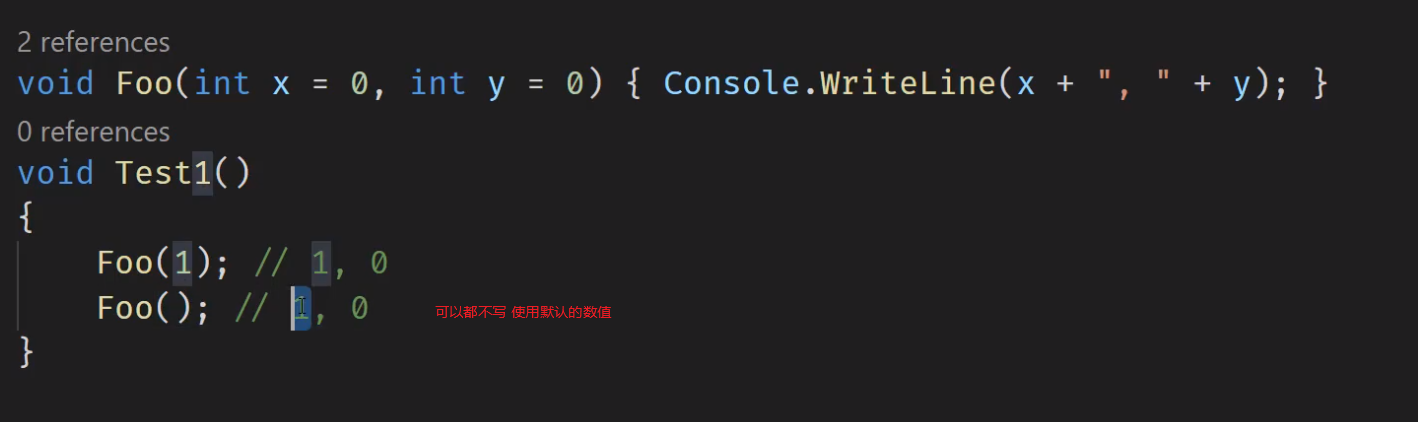 2 references
void Foo(int x = 0, int y = 0) { Console.WriteLine(x + ", " + y); }
0 references
void Test1()
{
Foo(1); // 1, 0
Foo(); // 1, 0 可以都不写 使用默认的数值
}